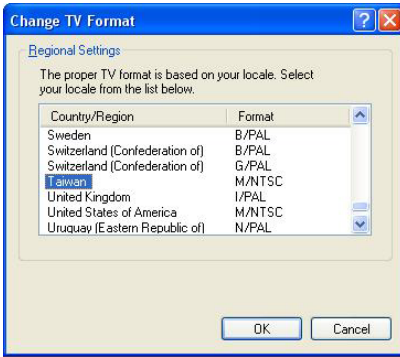 Change TV Format
?
X
Regional Settings
The proper TV format is based on your locale. Select
your locale from the list below.
Country/Region Format
Sweden B/PAL
Switzerland (Confederation of) B/PAL
Switzerland (Confederation of) G/PAL
Taiwan M/NTSC
United Kingdom I/PAL
United States of America M/NTSC
Uruguay (Eastern Republic of) N/PAL
OK Cancel